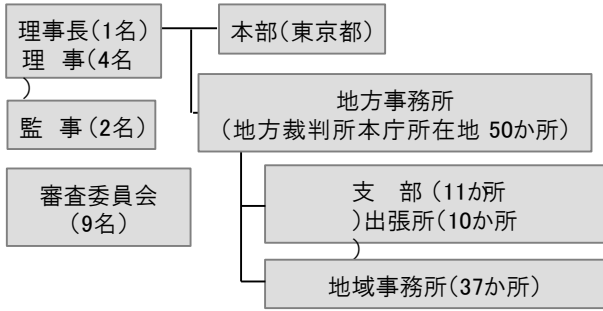 理事長（1名）
理　事（4名
）
監　事（2名）
審査委員会
（9名）
本部（東京都）
地方事務所
（地方裁判所本庁所在地 50か所）
支　部（11か所
）出張所（10か所
）
地域事務所（37か所）